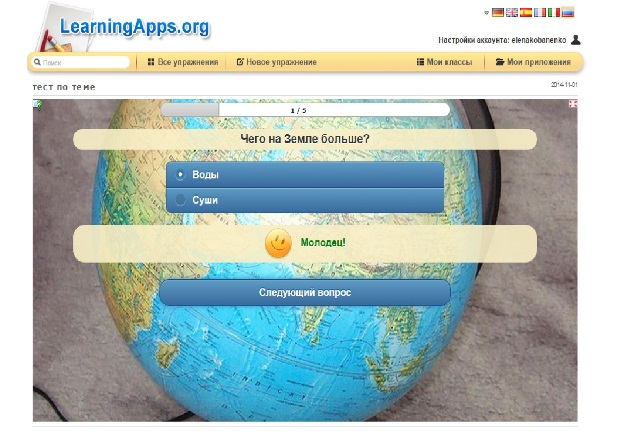 LearningApps.org
Настройки аккаунта: elenakobanenko
Поиск
Все упражнения
Новое упражнение
Мои классы
Мои приложения
тест по теме
2014-11-01
1 / 5
Чего на Земле больше?
Воды
Суши
Молодец!
Следующий вопрос